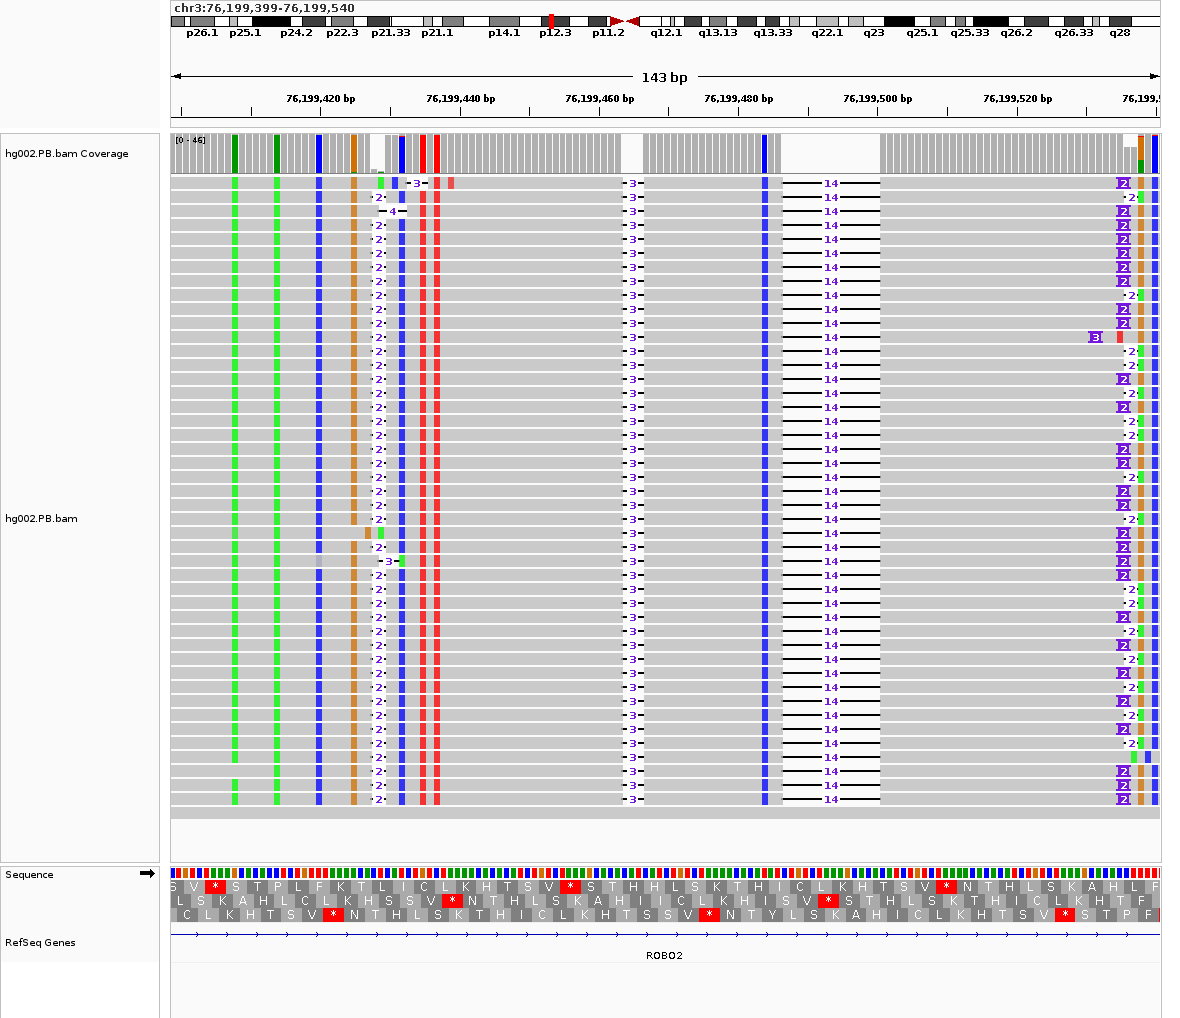 chr3:76,199,399-76,199,540
p26.1 p25.1 p24.2 p22.3 p21.33 p21.1 p14.1 p12.3 p11.2 q12.1 q13.13 q13.33 q22.1 q23 q25.1 q25.33 q26.2 q26.33 q28
143 bp
76,199,420 bp 76,199,440 bp 76,199,460 bp 76,199,480 bp 76,199,500 bp 76,199,520 bp
[0 - 46]
hg002.PB.bam Coverage
3 3 14 2
2 3 14 2
4 3 14 2
2 3 14 2
2 3 14 2
2 3 14 2
2 3 14 2
2 3 14 2
2 3 14 2
2 3 14 2
2 3 14 2
2 3 14 3
2 3 14 2
2 3 14 2
2 3 14 2
2 3 14 2
2 3 14 2
2 3 14 2
2 3 14 2
2 3 14 2
2 3 14 2
2 3 14 2
2 3 14 2
2 3 14 2
hg002.PB.bam 2 3 14 2
3 14 2
2 3 14 2
3 3 14 2
2 3 14 2
2 3 14 2
2 3 14 2
2 3 14 2
2 3 14 2
2 3 14 2
2 3 14 2
2 3 14 2
2 3 14 2
2 3 14 2
2 3 14 2
2 3 14 2
2 3 14 2
2 3 14
2 3 14 2
2 3 14 2
2 3 14 2
Sequence
S V * S T P L F K T L I C L K H T S V * S T H H L S K T H I C L K H T S V * N T H L S K A H L F
L S K A H L C L K H S S V * N T H L S K A H I I C L K H I S V * S T H L S K T H I C L K H T F
C L K H T S V * N T H L S K T H I C L K H T S S V * N T Y L S K A H I C L K H T S V * S T P F
RefSeq Genes
ROBO2